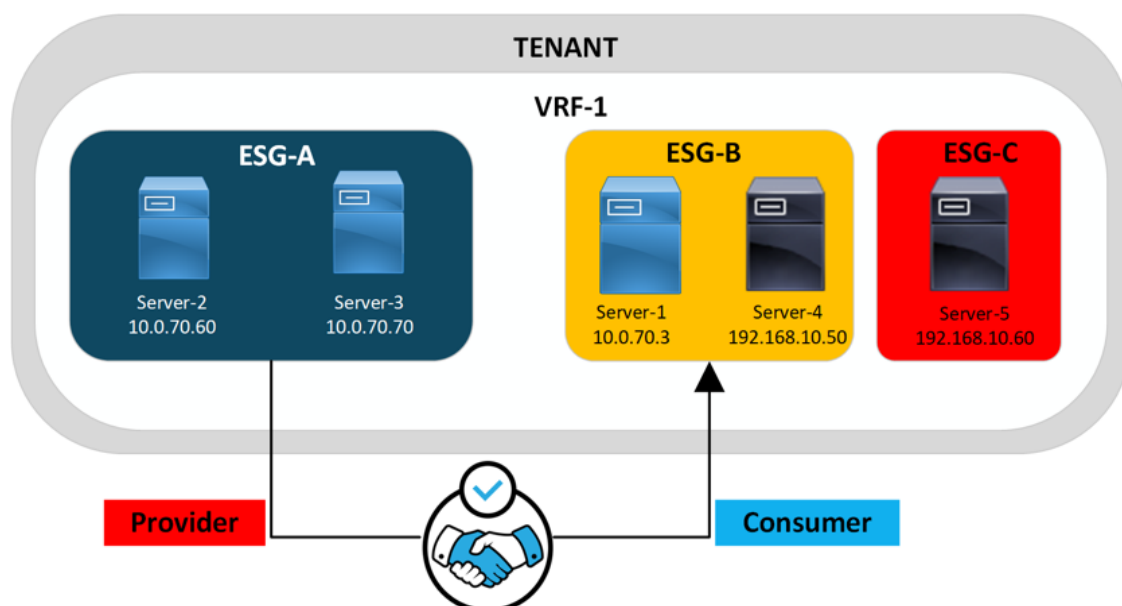 TENANT
VRF-1
ESG-A
Server-2
10.0.70.60
Server-3
10.0.70.70
ESG-B
Server-1
10.0.70.3
Server-4
192.168.10.50
ESG-C
Server-5
192.168.10.60
Provider
Consumer